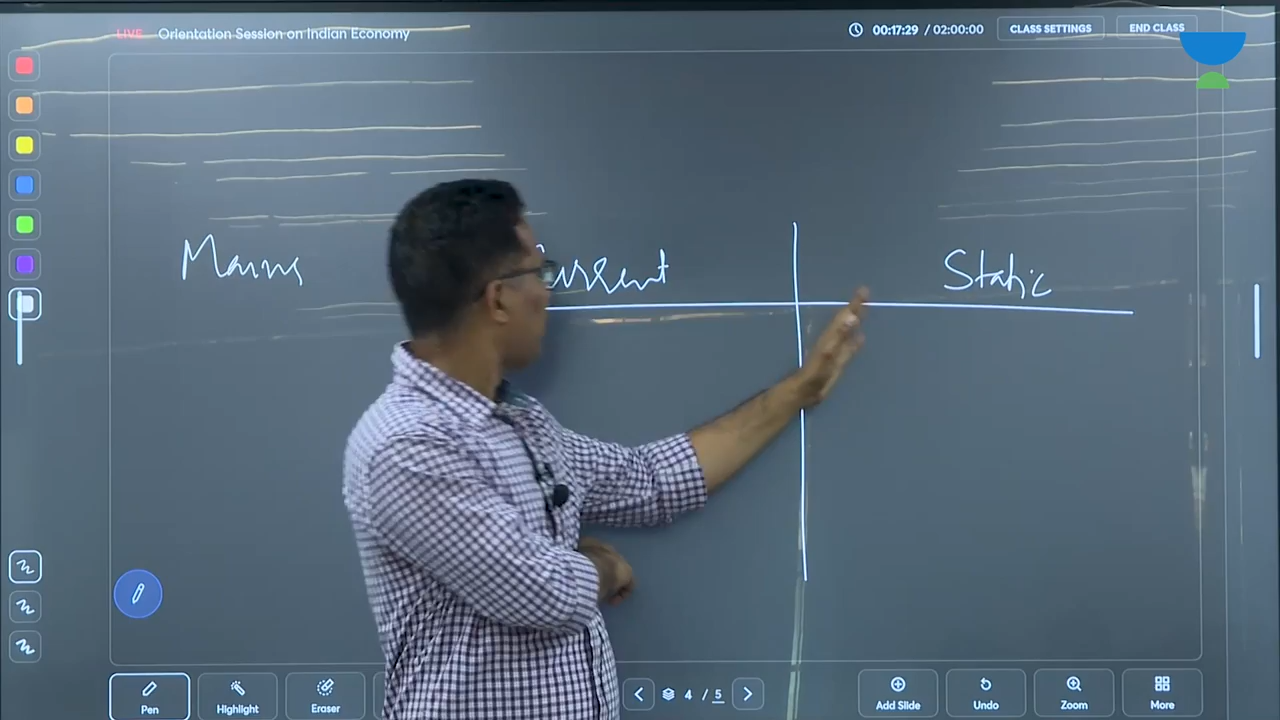 LIVE Orientation Session on Indian Economy 00:17:29 / 02:00:00 CLASS SETTINGS END CLASS
Mains Current Static
Pen Highlight Eraser 4 / 5 Add Slide Undo Zoom More